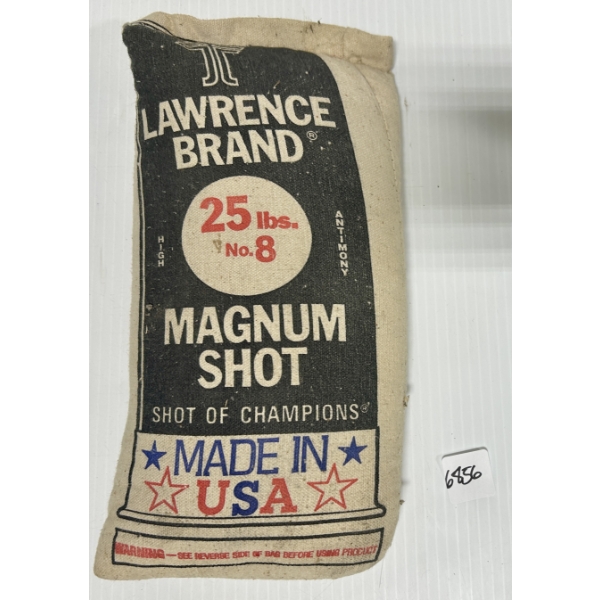 LAWRENCE
BRAND®
25 lbs.
No. 8
HIGH
ANTIMONY
MAGNUM
SHOT
SHOT OF CHAMPIONS®
MADE IN
USA
WARNING—SEE REVERSE SIDE OF BAG BEFORE USING PRODUCT
6856